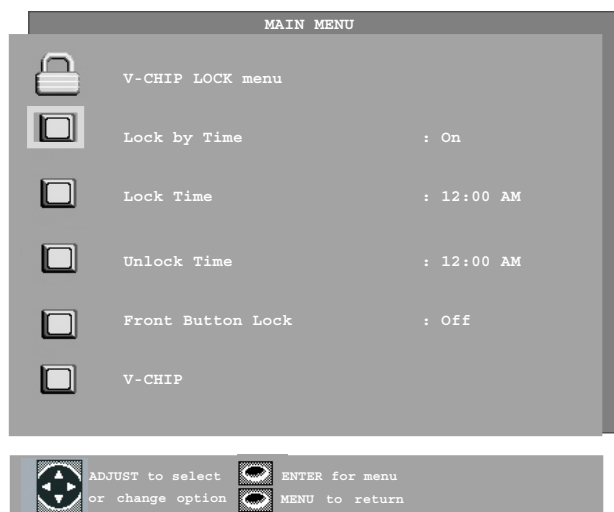 MAIN MENU
V-CHIP LOCK menu
Lock by Time : On
Lock Time : 12:00 AM
Unlock Time : 12:00 AM
Front Button Lock : Off
V-CHIP
ADJUST to select ENTER for menu
or change option MENU to return